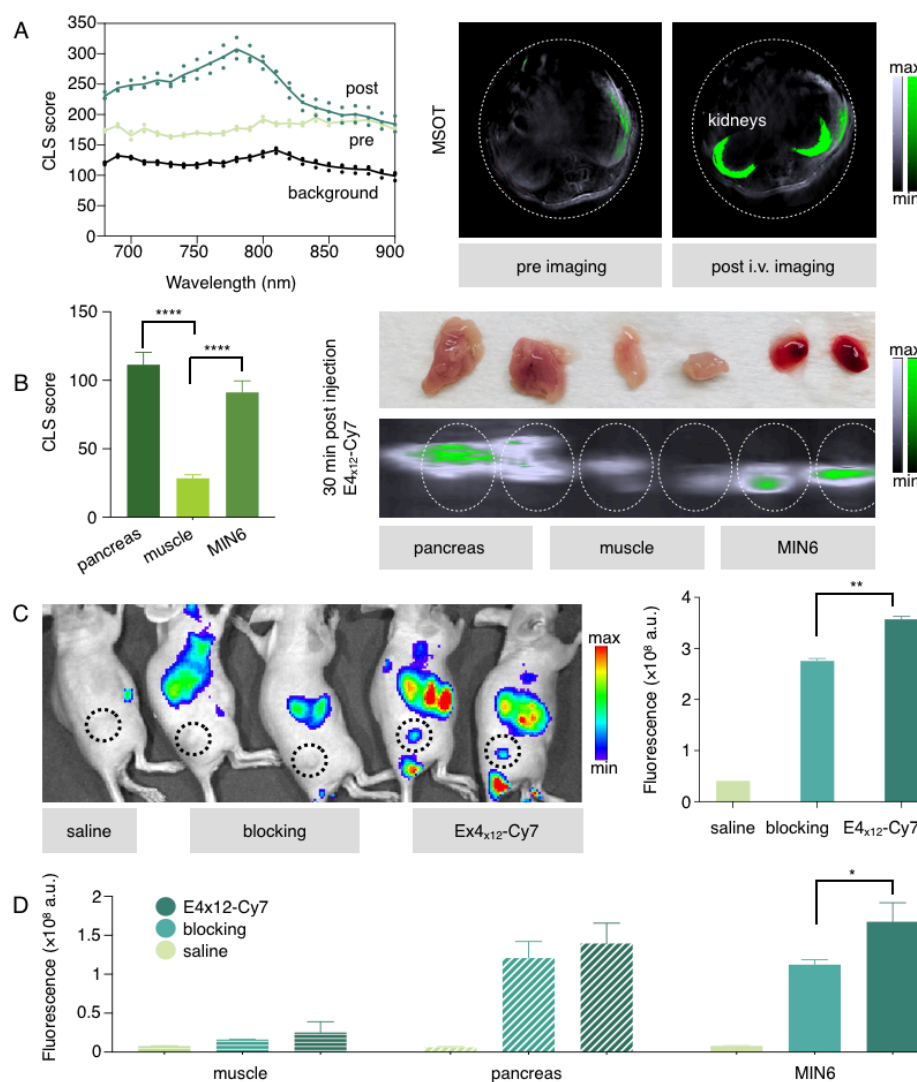 A
CLS score
350
300
250
200
150
100
50
0
post
pre
background
700
750
800
850
900
Wavelength (nm)
MSOT
kidneys
max
min
pre imaging
post i.v. imaging
B
CLS score
150
100
50
0
****
****
pancreas
muscle
MIN6
30 min post injection
E4x12-Cy7
max
min
pancreas
muscle
MIN6
C
max
min
saline
blocking
Ex4x12-Cy7
Fluorescence (×10⁸ a.u.)
4
3
2
1
0
**
saline
blocking
E4x12-Cy7
D
Fluorescence (×10⁸ a.u.)
2
1.5
1
0.5
0
E4x12-Cy7
blocking
saline
*
muscle
pancreas
MIN6